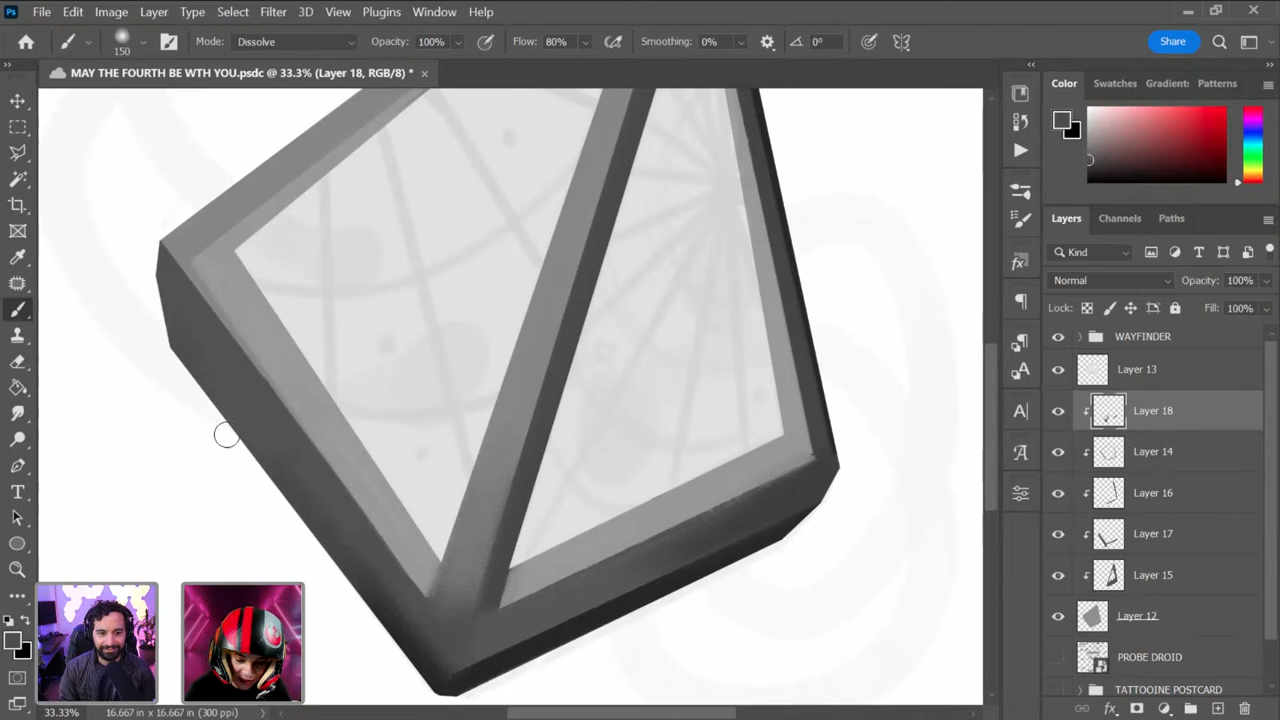 Ps File Edit Image Layer Type Select Filter 3D View Plugins Window Help
150 Mode: Dissolve Opacity: 100% Flow: 80% Smoothing: 0% 0° Share
MAY THE FOURTH BE WTH YOU.psdc @ 33.3% (Layer 18, RGB/8) *
Color Swatches Gradients Patterns
Layers Channels Paths
Kind
Normal Opacity: 100%
Lock: Fill: 100%
WAYFINDER
Layer 13
Layer 18
Layer 14
Layer 16
Layer 17
Layer 15
Layer 12
PROBE DROID
TATTOOINE POSTCARD
33.33% 16.667 in x 16.667 in (300 ppi)